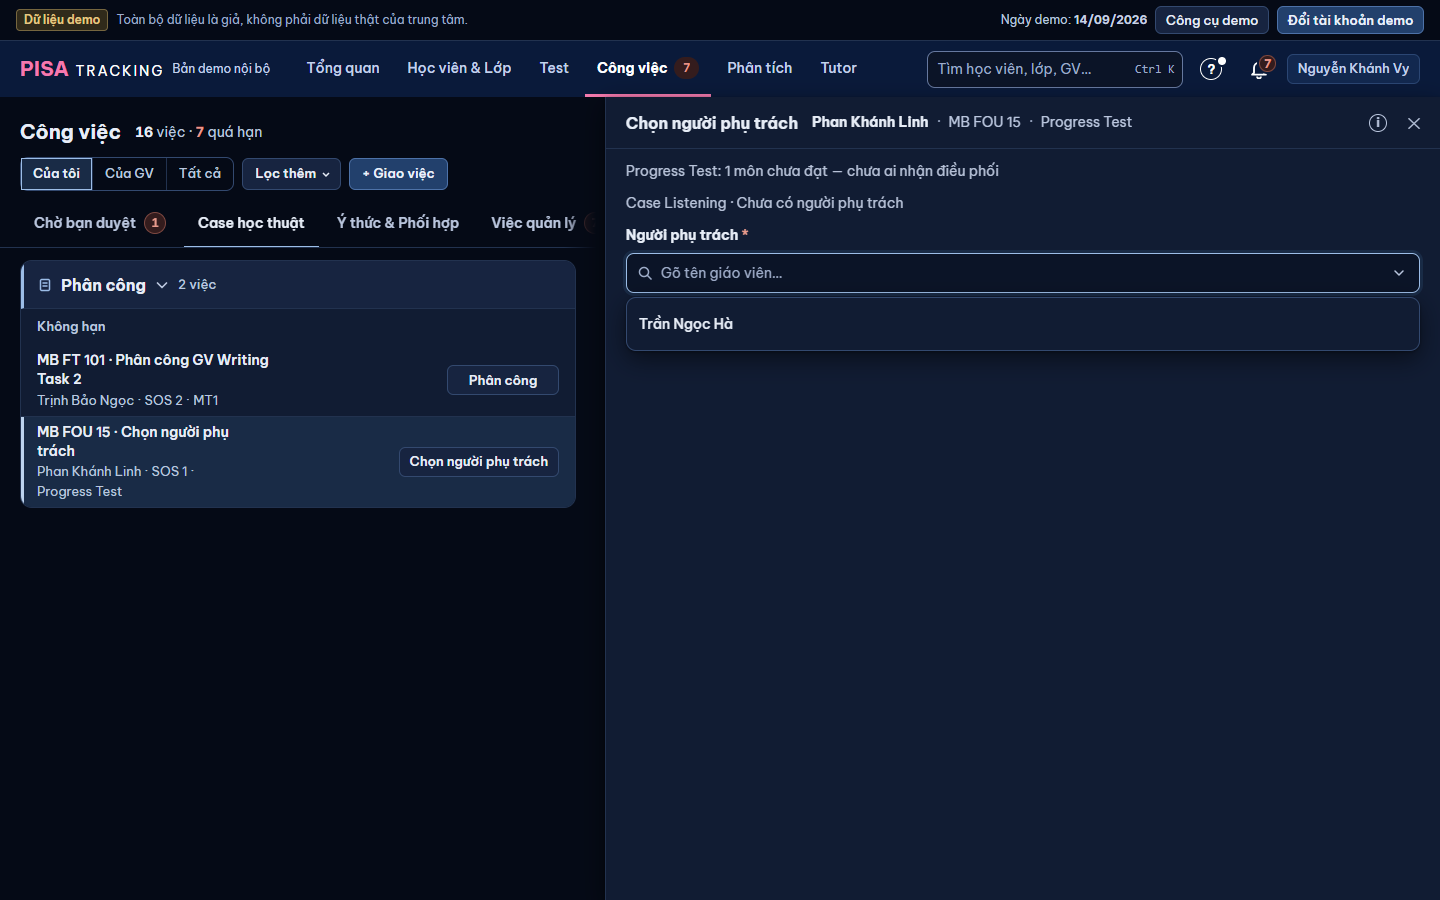 Dữ liệu demo Toàn bộ dữ liệu là giả, không phải dữ liệu thật của trung tâm. Ngày demo: 14/09/2026 Công cụ demo Đổi tài khoản demo
PISA TRACKING Bản demo nội bộ Tổng quan Học viên & Lớp Test Công việc 7 Phân tích Tutor Tìm học viên, lớp, GV... Ctrl K ? 7 Nguyễn Khánh Vy
Công việc 16 việc · 7 quá hạn
Của tôi Của GV Tất cả Lọc thêm + Giao việc
Chờ bạn duyệt 1 Case học thuật Ý thức & Phối hợp Việc quản lý
Phân công 2 việc
Không hạn
MB FT 101 · Phân công GV Writing
Task 2
Trịnh Bảo Ngọc · SOS 2 · MT1
Phân công
MB FOU 15 · Chọn người phụ
trách
Phan Khánh Linh · SOS 1 ·
Progress Test
Chọn người phụ trách
Chọn người phụ trách Phan Khánh Linh · MB FOU 15 · Progress Test
Progress Test: 1 môn chưa đạt — chưa ai nhận điều phối
Case Listening · Chưa có người phụ trách
Người phụ trách *
Gõ tên giáo viên...
Trần Ngọc Hà